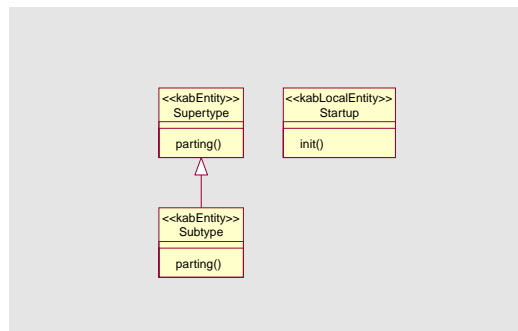 <<kabEntity>>
Supertype
parting()
<<kabLocalEntity>>
Startup
init()
<<kabEntity>>
Subtype
parting()